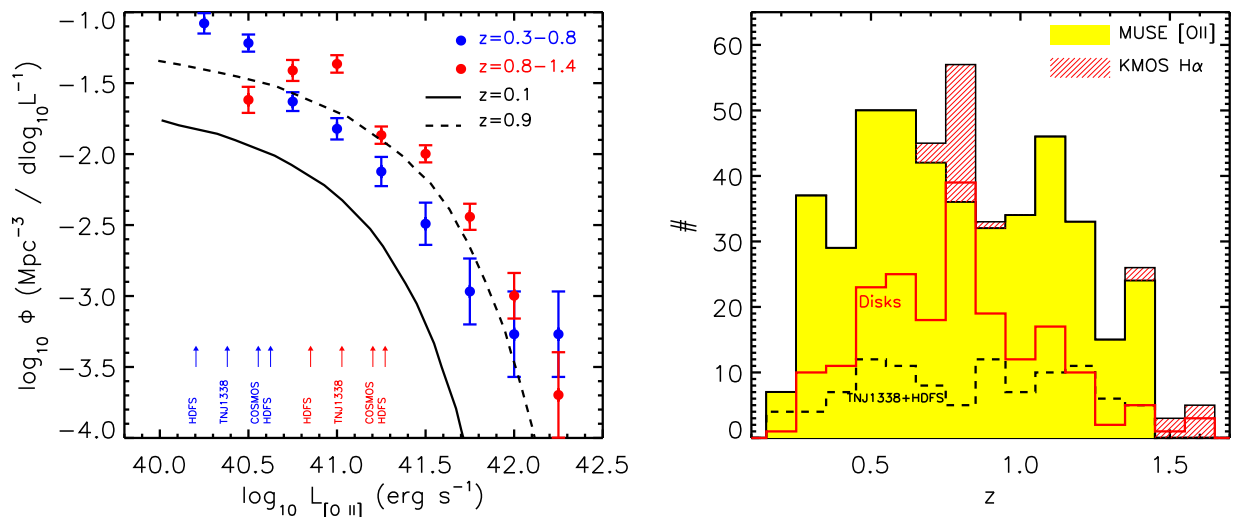 log₁₀ Φ (Mpc⁻³ / dlog₁₀L⁻¹)
-1.0
-1.5
-2.0
-2.5
-3.0
-3.5
-4.0
z=0.3-0.8
z=0.8-1.4
z=0.1
z=0.9
HDFS
TNJ1338
COSMOS
HDFS
HDFS
TNJ1338
COSMOS
HDFS
40.0 40.5 41.0 41.5 42.0 42.5
log₁₀ L[O II] (erg s⁻¹)
#
60
50
40
30
20
10
0
MUSE [OII]
KMOS Hα
Disks
TNJ1338+HDFS
0.5 1.0 1.5
z